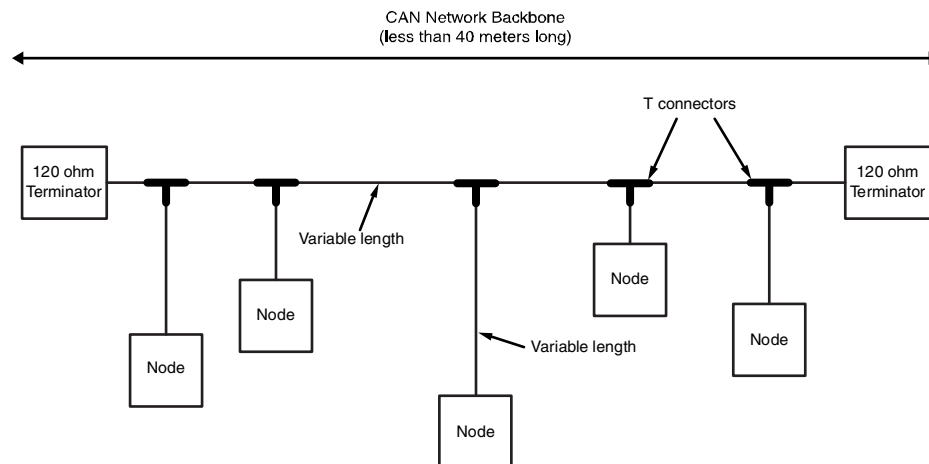 CAN Network Backbone
(less than 40 meters long)
T connectors
120 ohm
Terminator
120 ohm
Terminator
Variable length
Node
Node
Node
Node
Variable length
Node